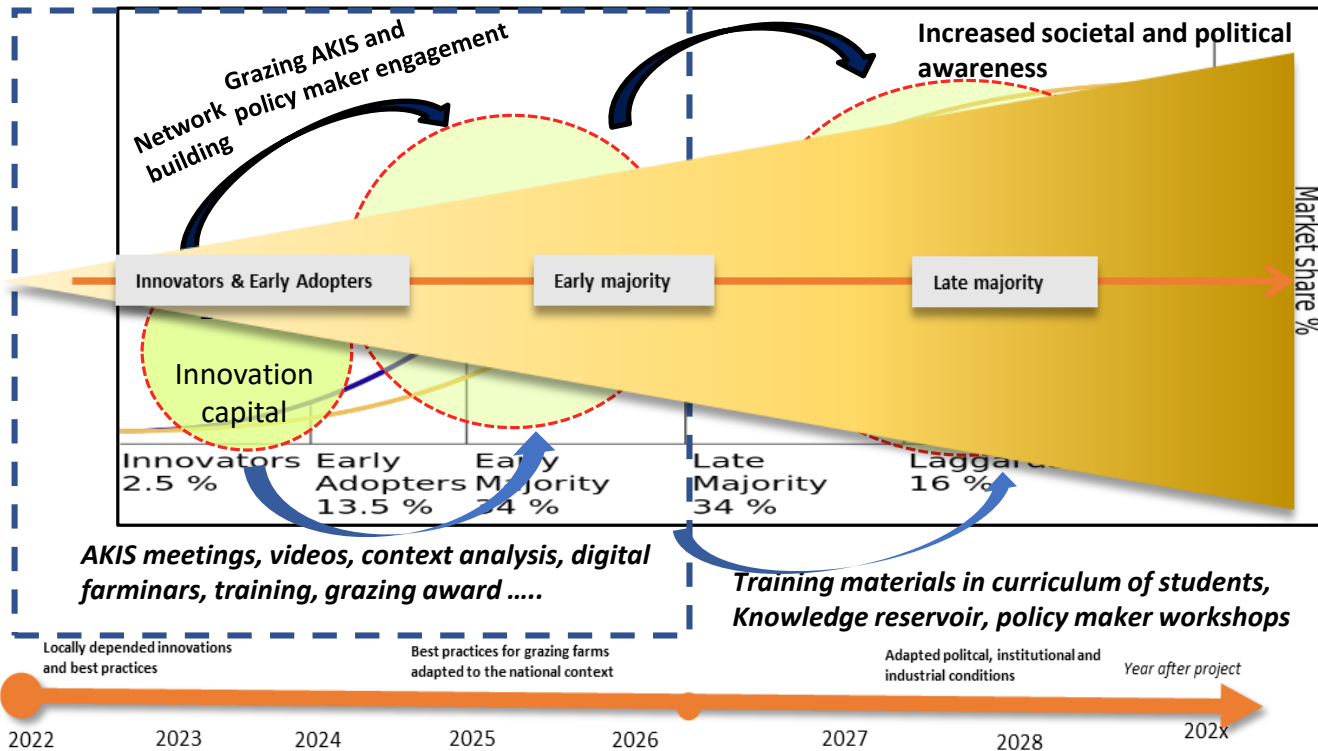 Grazing AKIS and
Network policy maker engagement
building
Increased societal and political
awareness
Market share %
Innovators & Early Adopters
Early majority
Late majority
Innovation
capital
Innovators
2.5 %
Early
Adopters
13.5 %
Early
Majority
34 %
Late
Majority
34 %
Laggards
16 %
AKIS meetings, videos, context analysis, digital
farminars, training, grazing award .....
Training materials in curriculum of students,
Knowledge reservoir, policy maker workshops
Locally depended innovations
and best practices
Best practices for grazing farms
adapted to the national context
Adapted politcal, institutional and
industrial conditions
Year after project
2022
2023
2024
2025
2026
2027
2028
202x